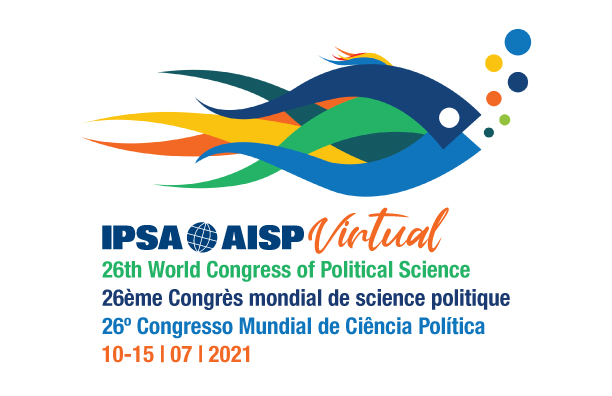 IPSA AISP Virtual
26th World Congress of Political Science
26ème Congrès mondial de science politique
26º Congresso Mundial de Ciência Política
10-15 | 07 | 2021